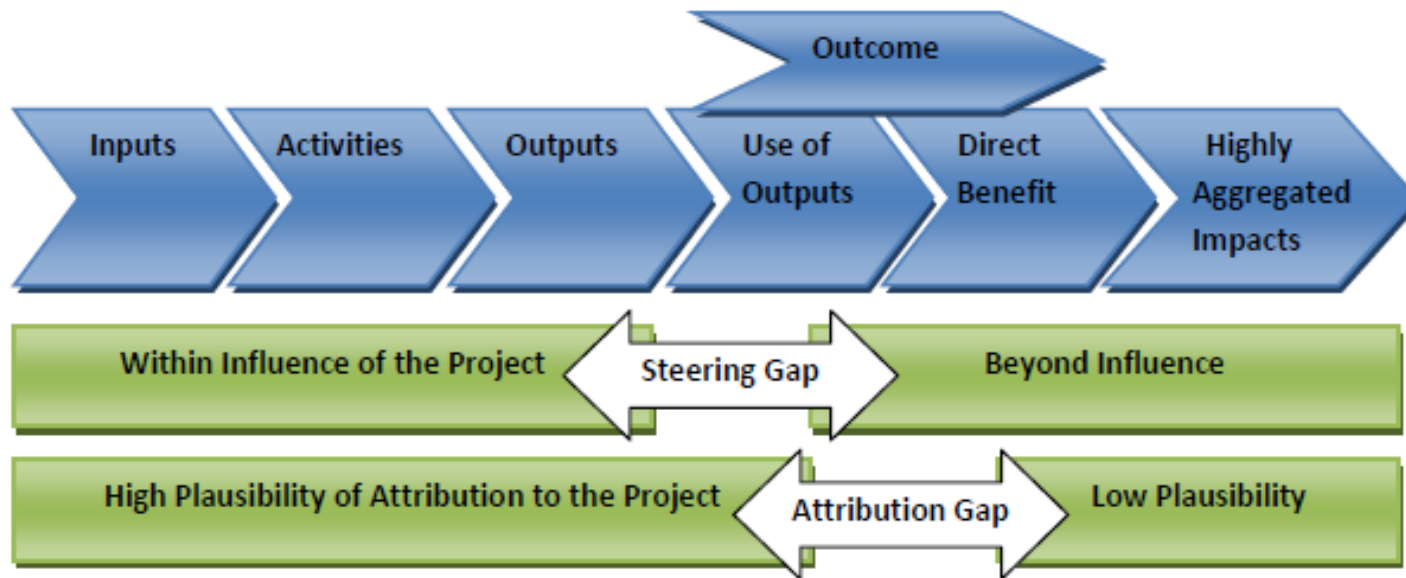 Outcome
Inputs
Activities
Outputs
Use of
Outputs
Direct
Benefit
Highly
Aggregated
Impacts
Within Influence of the Project
Steering Gap
Beyond Influence
High Plausibility of Attribution to the Project
Attribution Gap
Low Plausibility